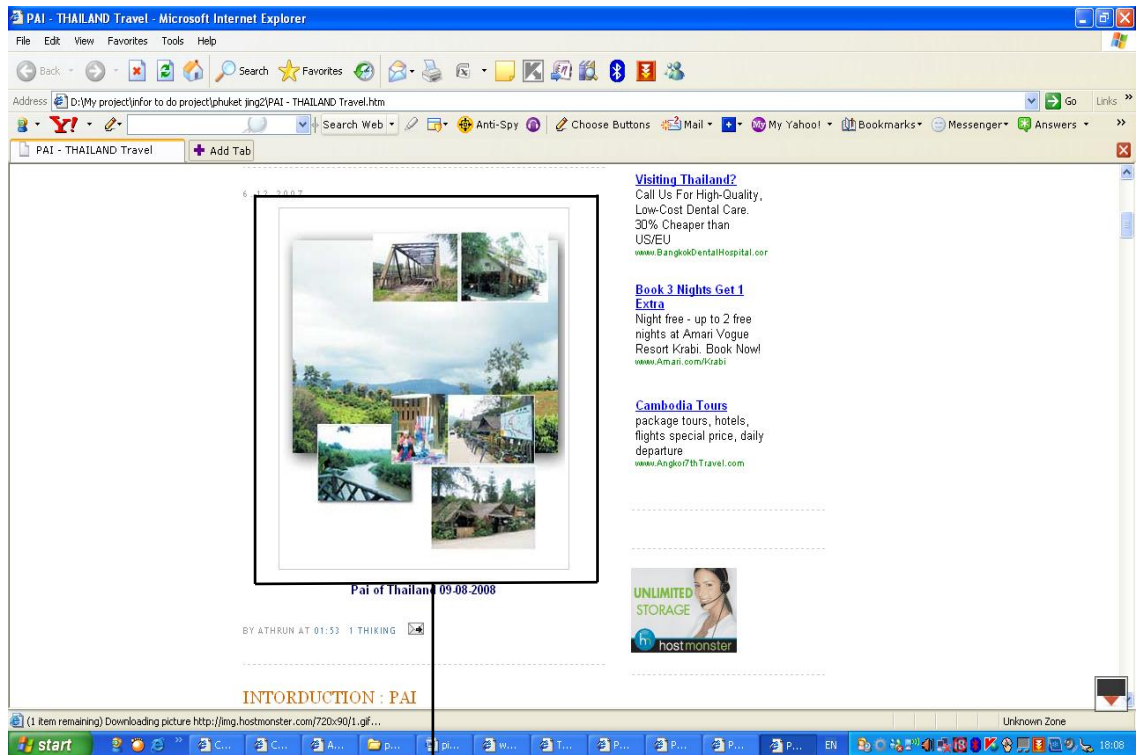 PAI - THAILAND Travel - Microsoft Internet Explorer
File Edit View Favorites Tools Help
Back Search Favorites
Address D:\My project\infor to do project\phuket jing2\PAI - THAILAND Travel.htm Go Links »
Y! Search Web Anti-Spy Choose Buttons Mail My Yahoo! Bookmarks Messenger Answers »
PAI - THAILAND Travel Add Tab
6.12.2007
Pai of Thailand 09-08-2008
BY ATHRUN AT 01:53 1 THIKING
INTORDUCTION : PAI
Visiting Thailand?
Call Us For High-Quality,
Low-Cost Dental Care.
30% Cheaper than
US/EU
www.BangkokDentalHospital.cor
Book 3 Nights Get 1
Extra
Night free - up to 2 free
nights at Amari Vogue
Resort Krabi. Book Now!
www.Amari.com/Krabi
Cambodia Tours
package tours, hotels,
flights special price, daily
departure
www.Angkor7thTravel.com
UNLIMITED
STORAGE
h hostmonster
(1 item remaining) Downloading picture http://img.hostmonster.com/720x90/1.gif... Unknown Zone
start » C... C... A... p... pi... w... T... P... P... P... P... EN 18:08